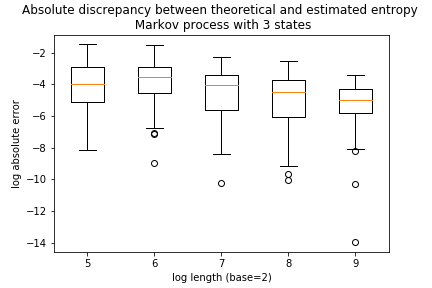 Absolute discrepancy between theoretical and estimated entropy
Markov process with 3 states
−2
−4
−6
−8
−10
−12
−14
log absolute error
5 6 7 8 9
log length (base=2)